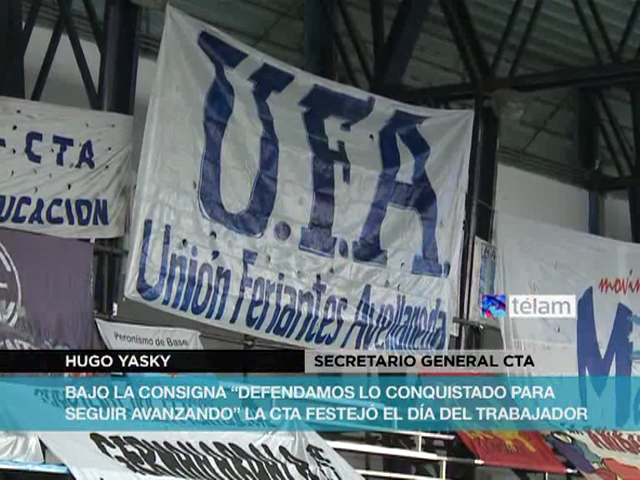 U.F.A.
Unión Feriantes Avellaneda
- CTA
UCACION
télam
movim
M
Peronismo de Base
HUGO YASKY
SECRETARIO GENERAL CTA
BAJO LA CONSIGNA “DEFENDAMOS LO CONQUISTADO PARA
SEGUIR AVANZANDO” LA CTA FESTEJÓ EL DÍA DEL TRABAJADOR